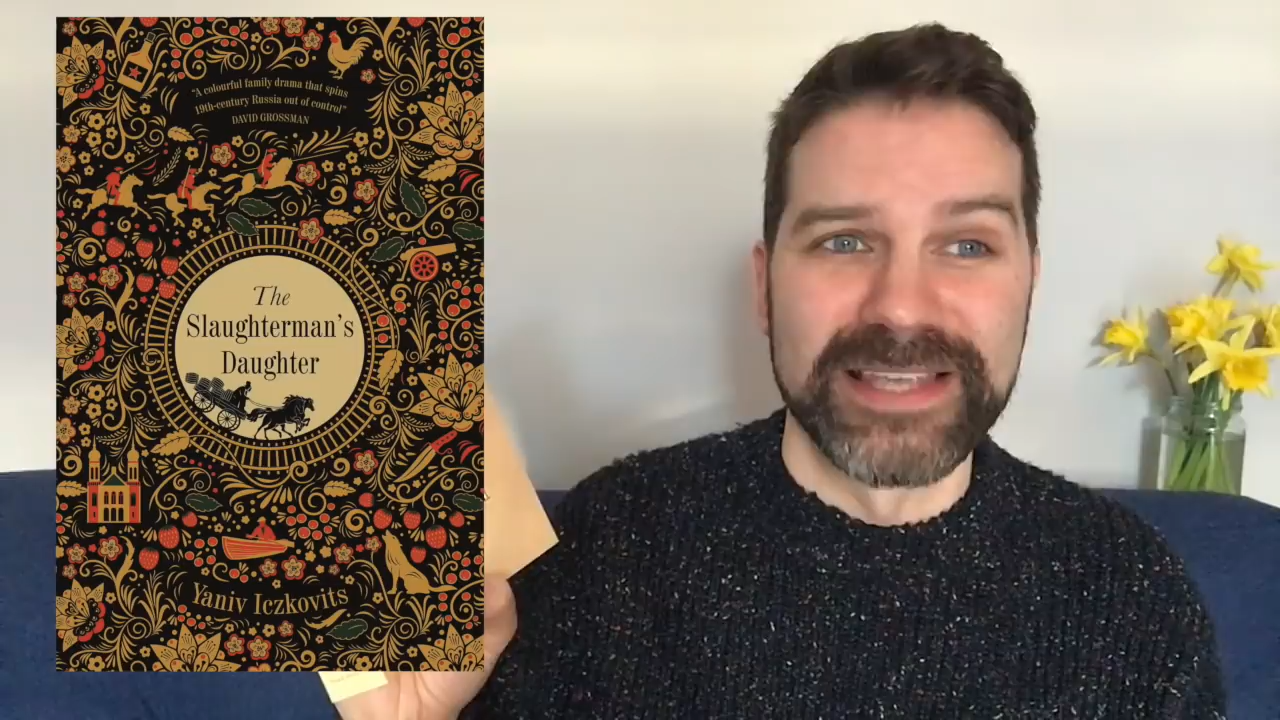 "A colourful family drama that spins
19th-century Russia out of control"
DAVID GROSSMAN
The
Slaughterman's
Daughter
Yaniv Iczkovits